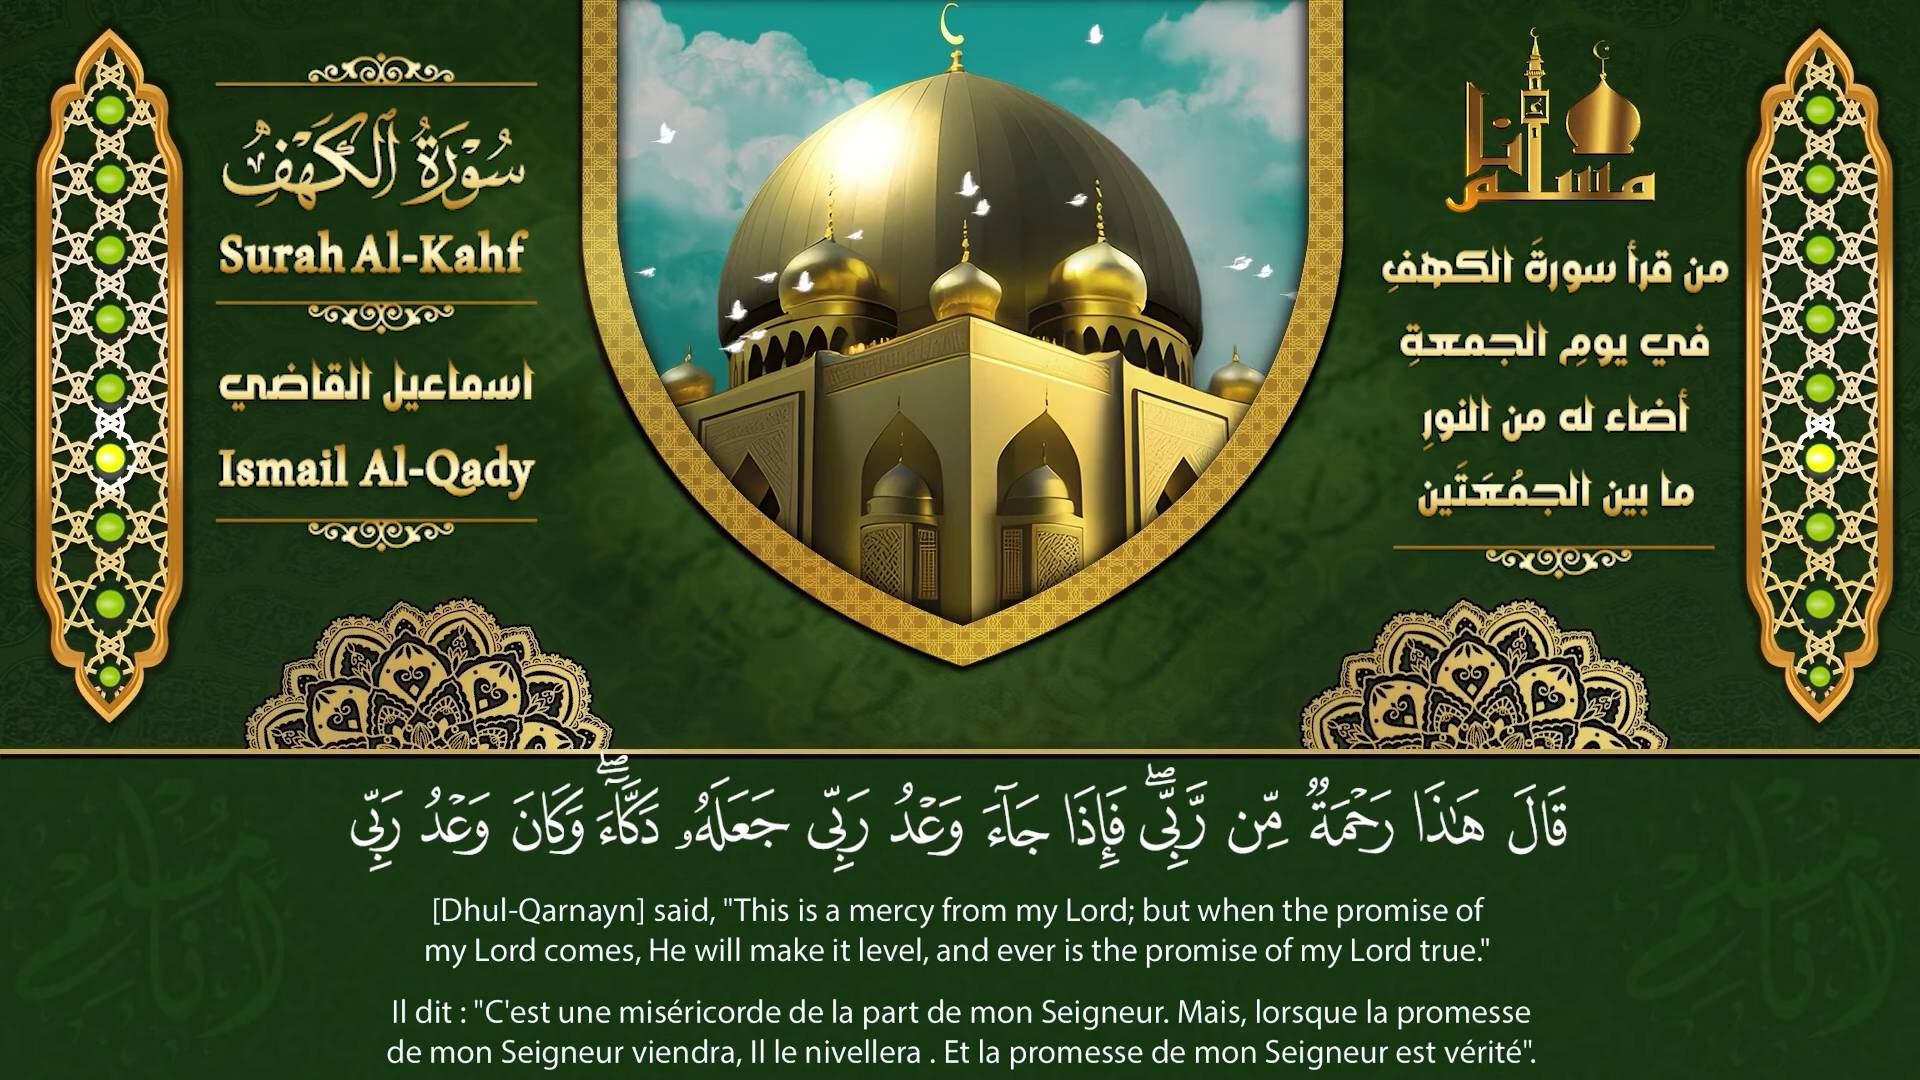 سُورَةُ الكَهْفِ
Surah Al-Kahf
اسماعيل القاضي
Ismail Al-Qady
أنا
مسلم
من قرأ سورةَ الكهفِ
في يومِ الجمعةِ
أضاء له من النورِ
ما بين الجمُعَتَين
قَالَ هَـٰذَا رَحْمَةٌ مِّن رَّبِّى ۖ فَإِذَا جَآءَ وَعْدُ رَبِّى جَعَلَهُۥ دَكَّآءَ ۖ وَكَانَ وَعْدُ رَبِّى
[Dhul-Qarnayn] said, "This is a mercy from my Lord; but when the promise of
my Lord comes, He will make it level, and ever is the promise of my Lord true."
Il dit : "C'est une miséricorde de la part de mon Seigneur. Mais, lorsque la promesse
de mon Seigneur viendra, Il le nivellera . Et la promesse de mon Seigneur est vérité".